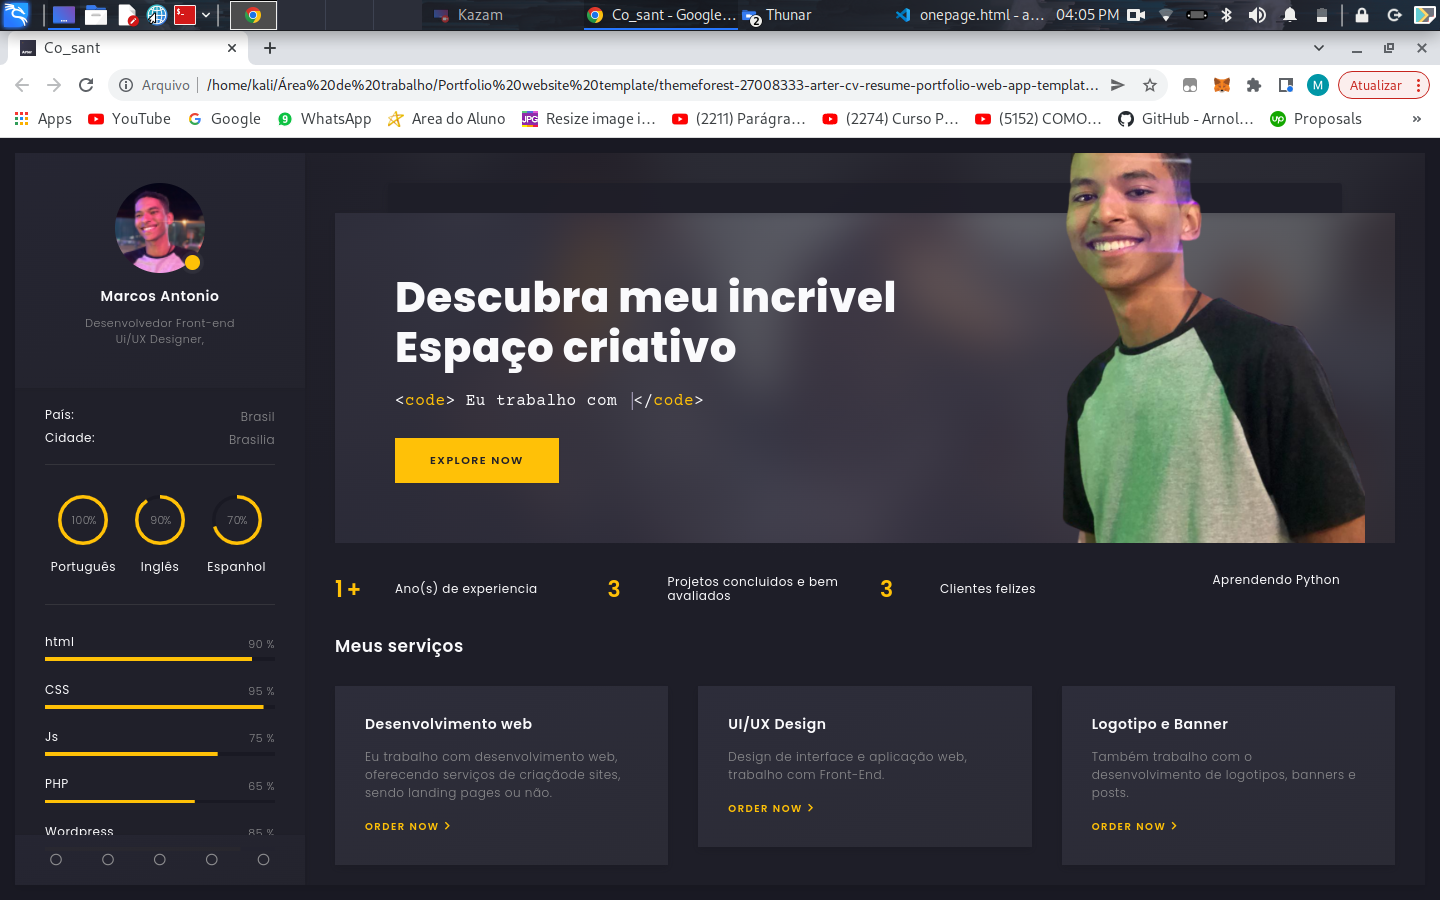 Kazam
Co_sant - Google...
2
Thunar
onepage.html - a...
04:05 PM
Co_sant
Arquivo
/home/kali/Área%20de%20trabalho/Portfolio%20website%20template/themeforest-27008333-arter-cv-resume-portfolio-web-app-templat...
M
Atualizar
Apps
YouTube
Google
9
WhatsApp
Area do Aluno
JPG
Resize image i...
(2211) Parágra...
(2274) Curso P...
(5152) COMO...
GitHub - Arnol...
up
Proposals
»
Marcos Antonio
Desenvolvedor Front-end
Ui/UX Designer,
País:
Brasil
Cidade:
Brasilia
100%
90%
70%
Português
Inglês
Espanhol
html
90 %
CSS
95 %
Js
75 %
PHP
65 %
Wordpress
85 %
Descubra meu incrivel
Espaço criativo
<code> Eu trabalho com |</code>
EXPLORE NOW
1 +
Ano(s) de experiencia
3
Projetos concluidos e bem
avaliados
3
Clientes felizes
Aprendendo Python
Meus serviços
Desenvolvimento web
Eu trabalho com desenvolvimento web,
oferecendo serviços de criaçãode sites,
sendo landing pages ou não.
ORDER NOW >
UI/UX Design
Design de interface e aplicação web,
trabalho com Front-End.
ORDER NOW >
Logotipo e Banner
Também trabalho com o
desenvolvimento de logotipos, banners e
posts.
ORDER NOW >